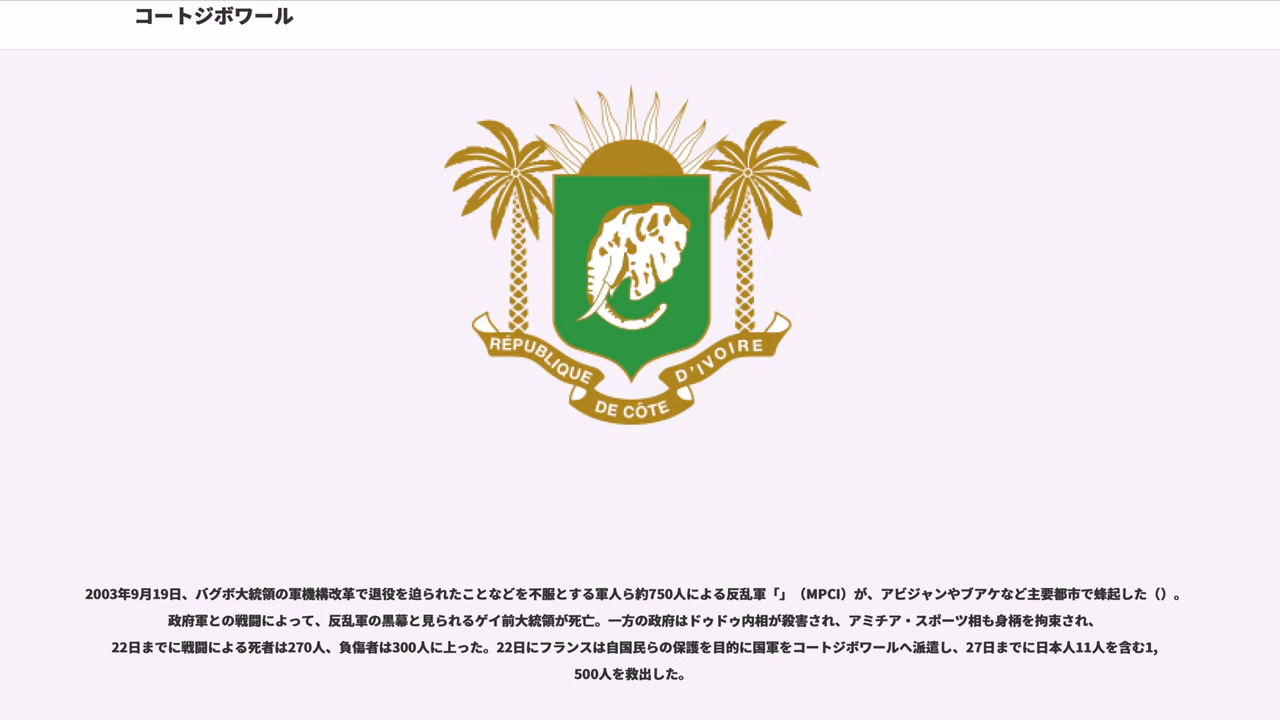 コートジボワール
RÉPUBLIQUE
DE CÔTE
D'IVOIRE
2003年9月19日、バグボ大統領の軍機構改革で退役を迫られたことなどを不服とする軍人ら約750人による反乱軍「」（MPCI）が、アビジャンやブアケなど主要都市で蜂起した（）。
政府軍との戦闘によって、反乱軍の黒幕と見られるゲイ前大統領が死亡。一方の政府はドゥドゥ内相が殺害され、アミチア・スポーツ相も身柄を拘束され、
22日までに戦闘による死者は270人、負傷者は300人に上った。22日にフランスは自国民らの保護を目的に国軍をコートジボワールへ派遣し、27日までに日本人11人を含む1,
500人を救出した。